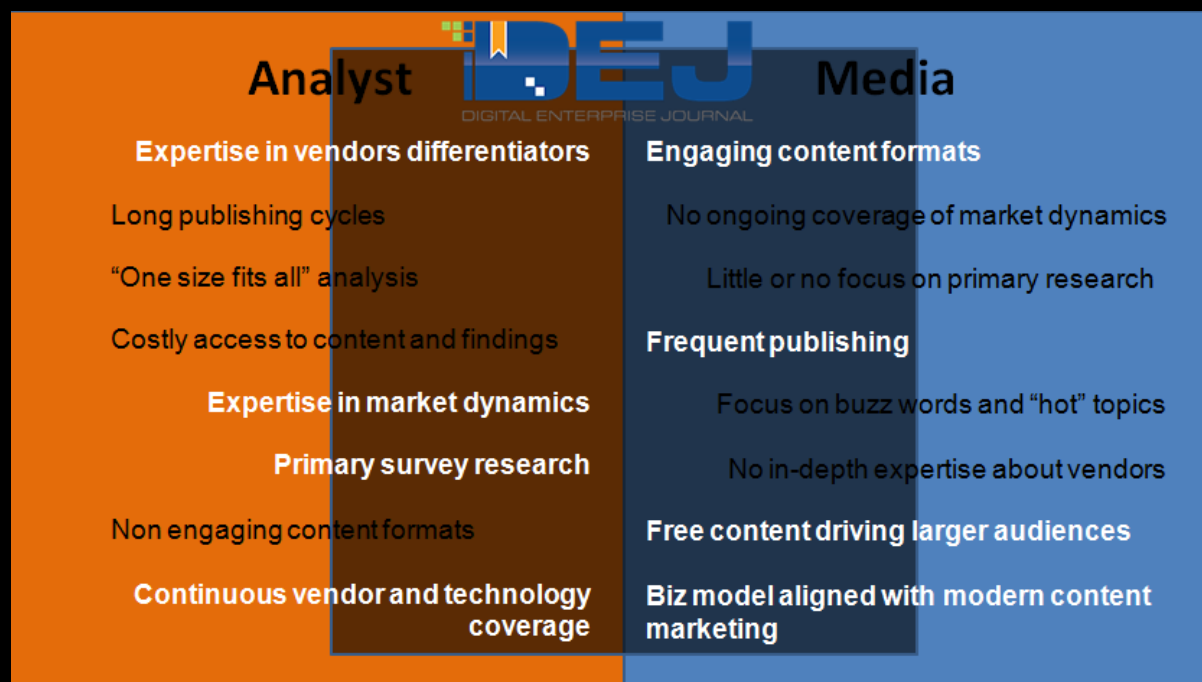 DEJ
DIGITAL ENTERPRISE JOURNAL
Analyst
Expertise in vendors differentiators
Long publishing cycles
“One size fits all” analysis
Costly access to content and findings
Expertise in market dynamics
Primary survey research
Non engaging content formats
Continuous vendor and technology
coverage
Media
Engaging content formats
No ongoing coverage of market dynamics
Little or no focus on primary research
Frequent publishing
Focus on buzz words and “hot” topics
No in-depth expertise about vendors
Free content driving larger audiences
Biz model aligned with modern content
marketing